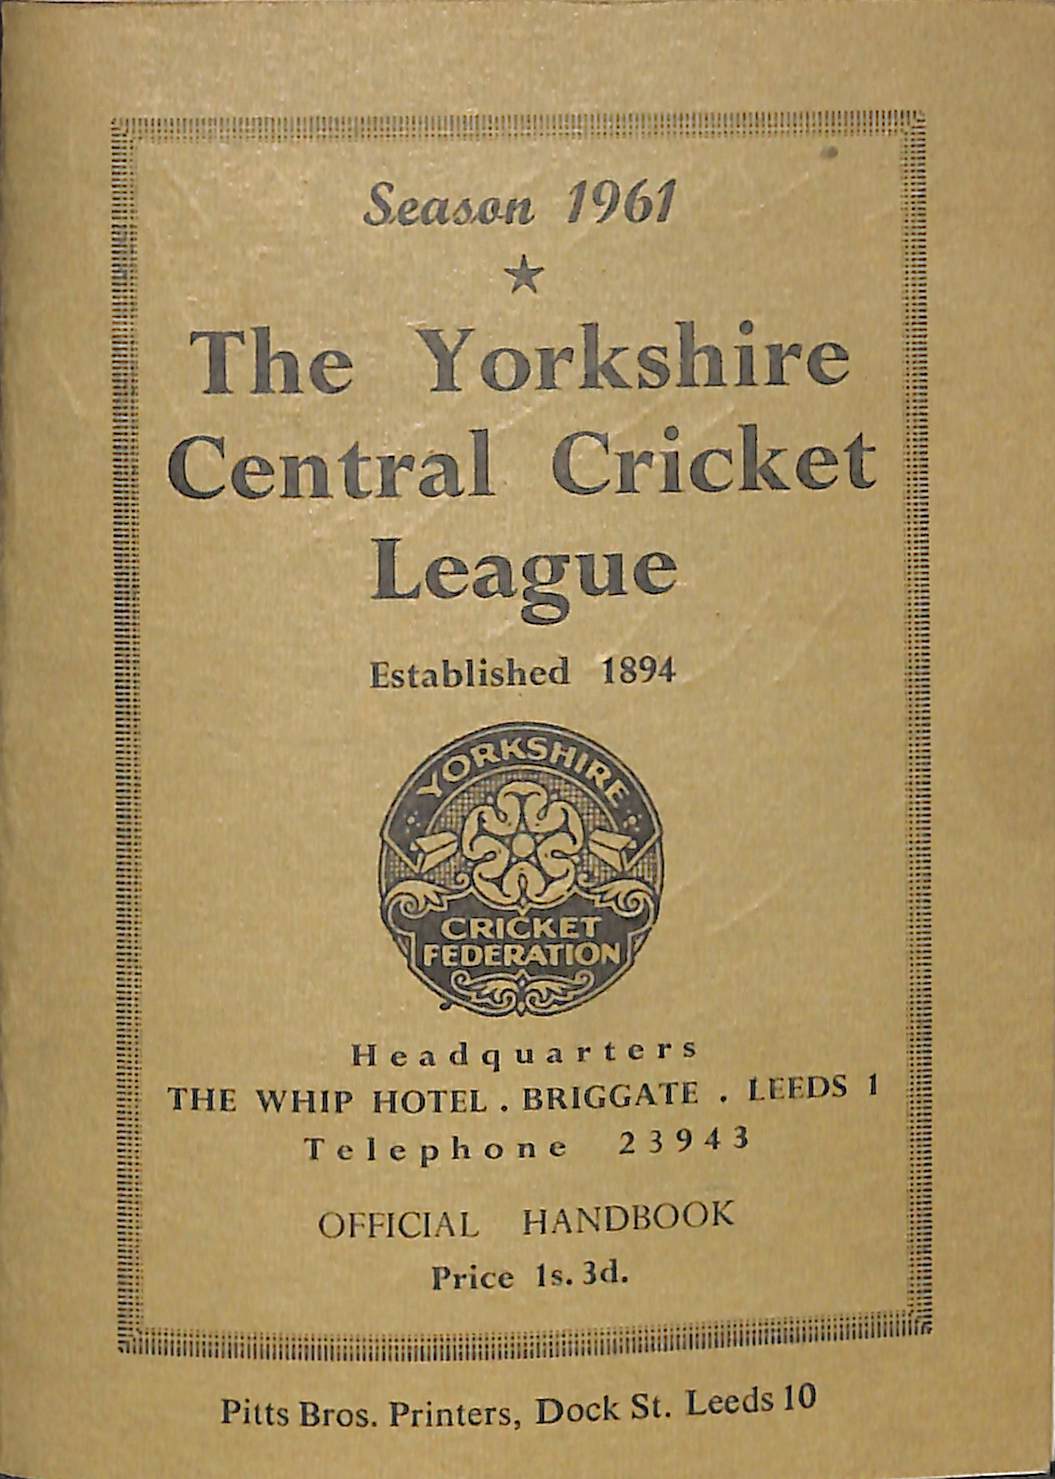 Season 1961
The Yorkshire
Central Cricket
League
Established 1894
YORKSHIRE
CRICKET
FEDERATION
Headquarters
THE WHIP HOTEL . BRIGGATE . LEEDS 1
Telephone 23943
OFFICIAL HANDBOOK
Price 1s. 3d.
Pitts Bros. Printers, Dock St. Leeds 10